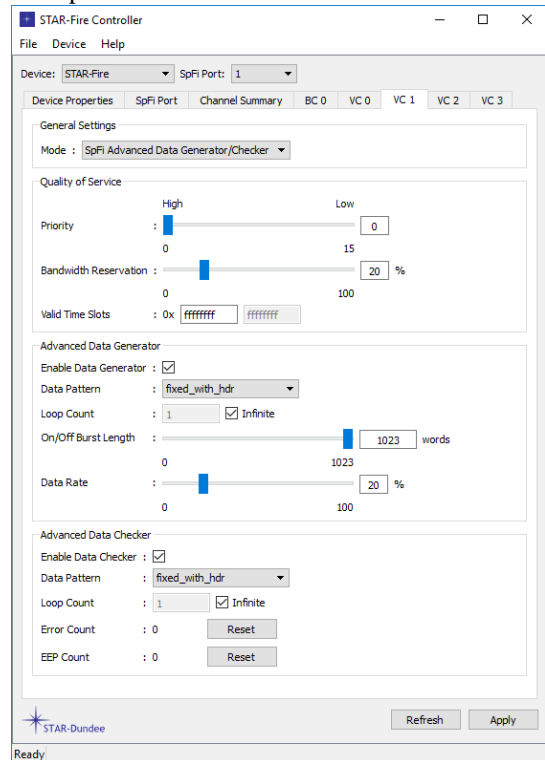 STAR-Fire Controller
File Device Help
Device: STAR-Fire SpFi Port: 1
Device Properties SpFi Port Channel Summary BC 0 VC 0 VC 1 VC 2 VC 3
General Settings
Mode : SpFi Advanced Data Generator/Checker
Quality of Service
High Low
Priority : 0
0 15
Bandwidth Reservation : 20 %
0 100
Valid Time Slots : 0x ffffffff ffffffff
Advanced Data Generator
Enable Data Generator :
Data Pattern : fixed_with_hdr
Loop Count : 1 Infinite
On/Off Burst Length : 1023 words
0 1023
Data Rate : 20 %
0 100
Advanced Data Checker
Enable Data Checker :
Data Pattern : fixed_with_hdr
Loop Count : 1 Infinite
Error Count : 0 Reset
EEP Count : 0 Reset
STAR-Dundee Refresh Apply
Ready